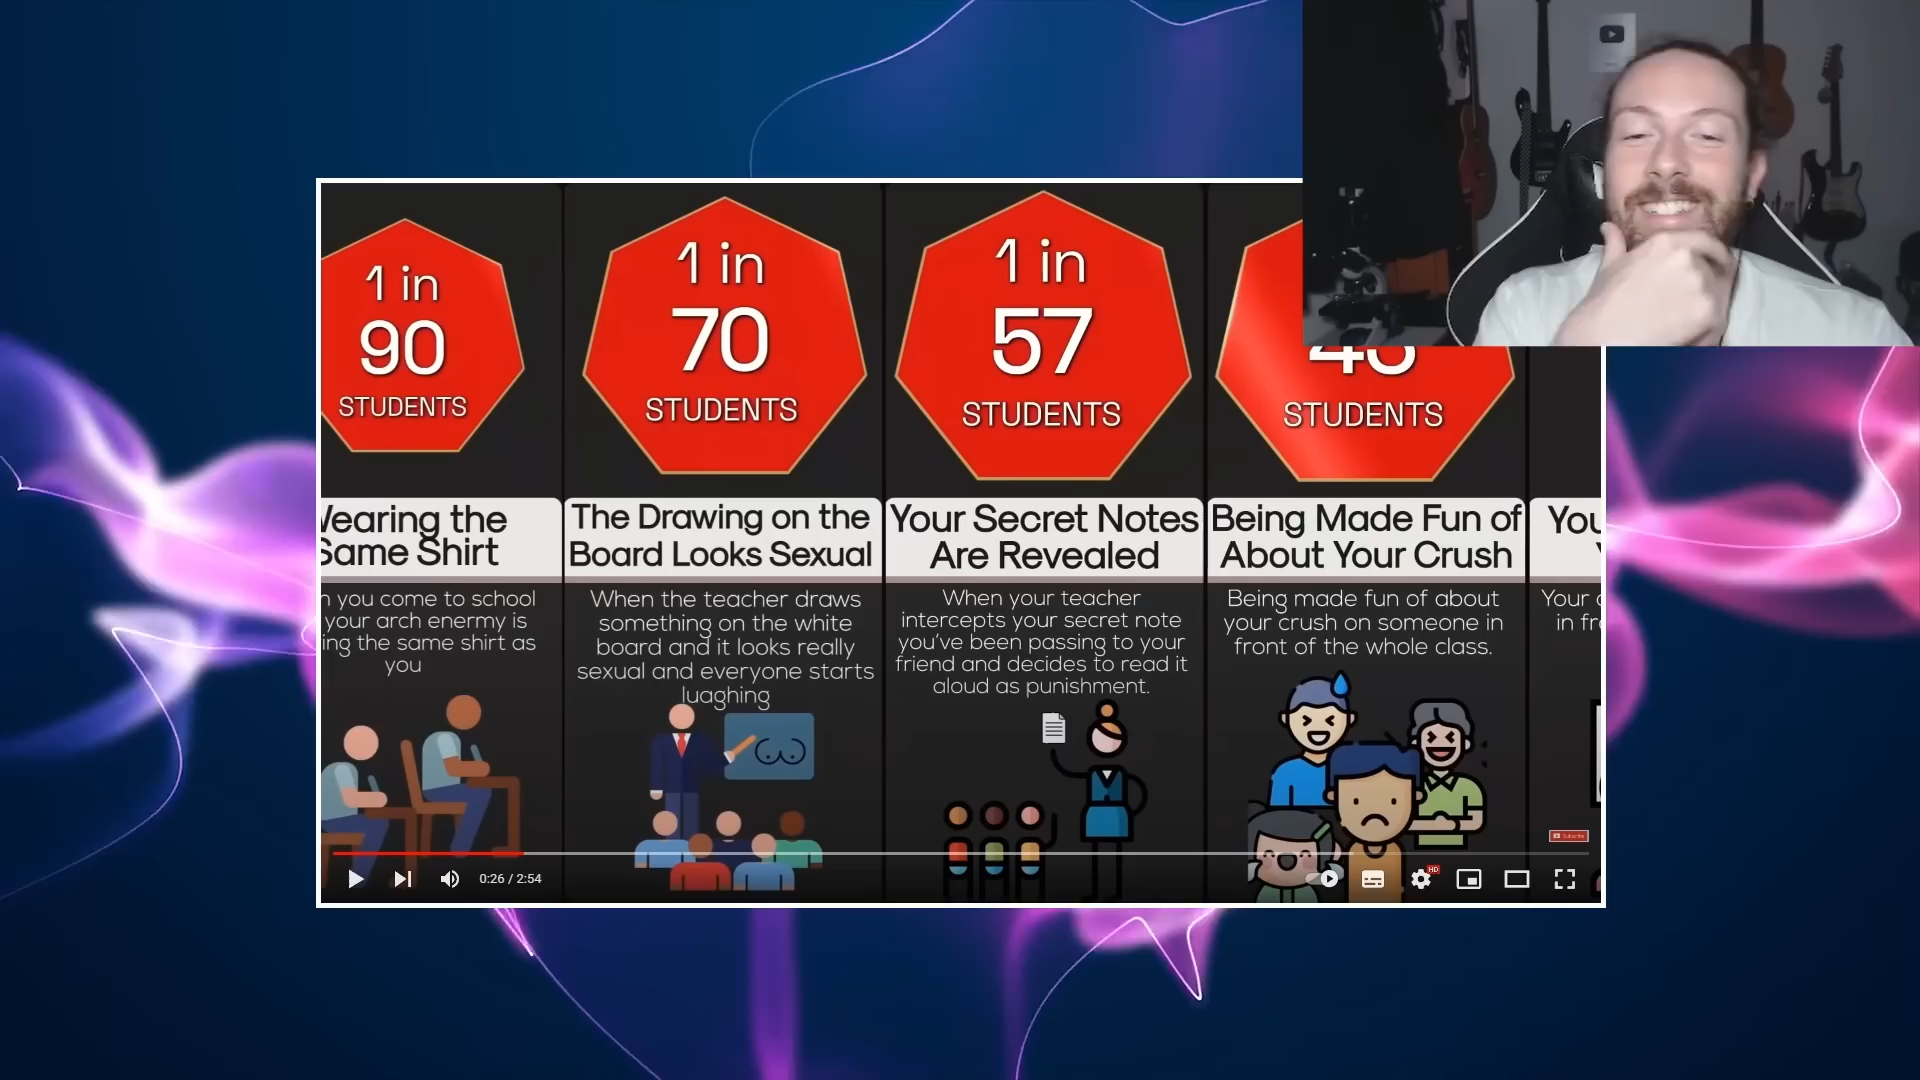 1 in
90
STUDENTS
Wearing the
Same Shirt
you come to school
your arch enermy is
the same shirt as
you
1 in
70
STUDENTS
The Drawing on the
Board Looks Sexual
When the teacher draws
something on the white
board and it looks really
sexual and everyone starts
luaghing
1 in
57
STUDENTS
Your Secret Notes
Are Revealed
When your teacher
intercepts your secret note
you've been passing to your
friend and decides to read it
aloud as punishment.
STUDENTS
Being Made Fun of
About Your Crush
Being made fun of about
your crush on someone in
front of the whole class.
Your
in
Subscribe
0:26 / 2:54
HD